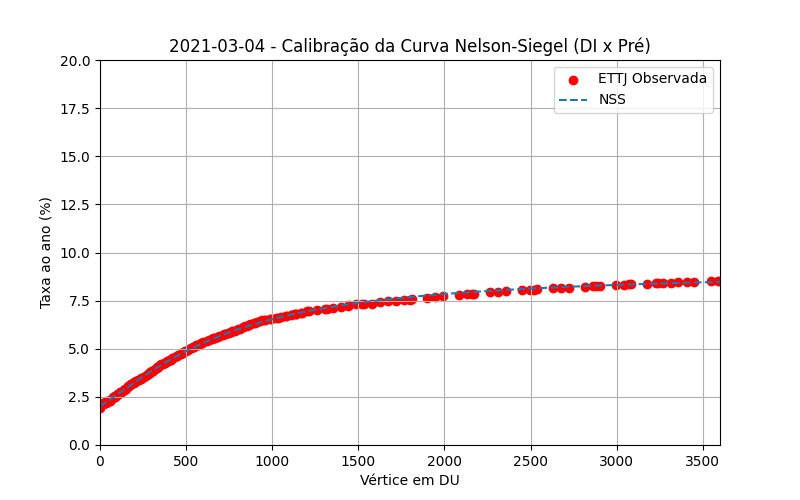 2021-03-04 - Calibração da Curva Nelson-Siegel (DI x Pré)
ETTJ Observada
NSS
Taxa ao ano (%)
20.0
17.5
15.0
12.5
10.0
7.5
5.0
2.5
0.0
0 500 1000 1500 2000 2500 3000 3500
Vértice em DU